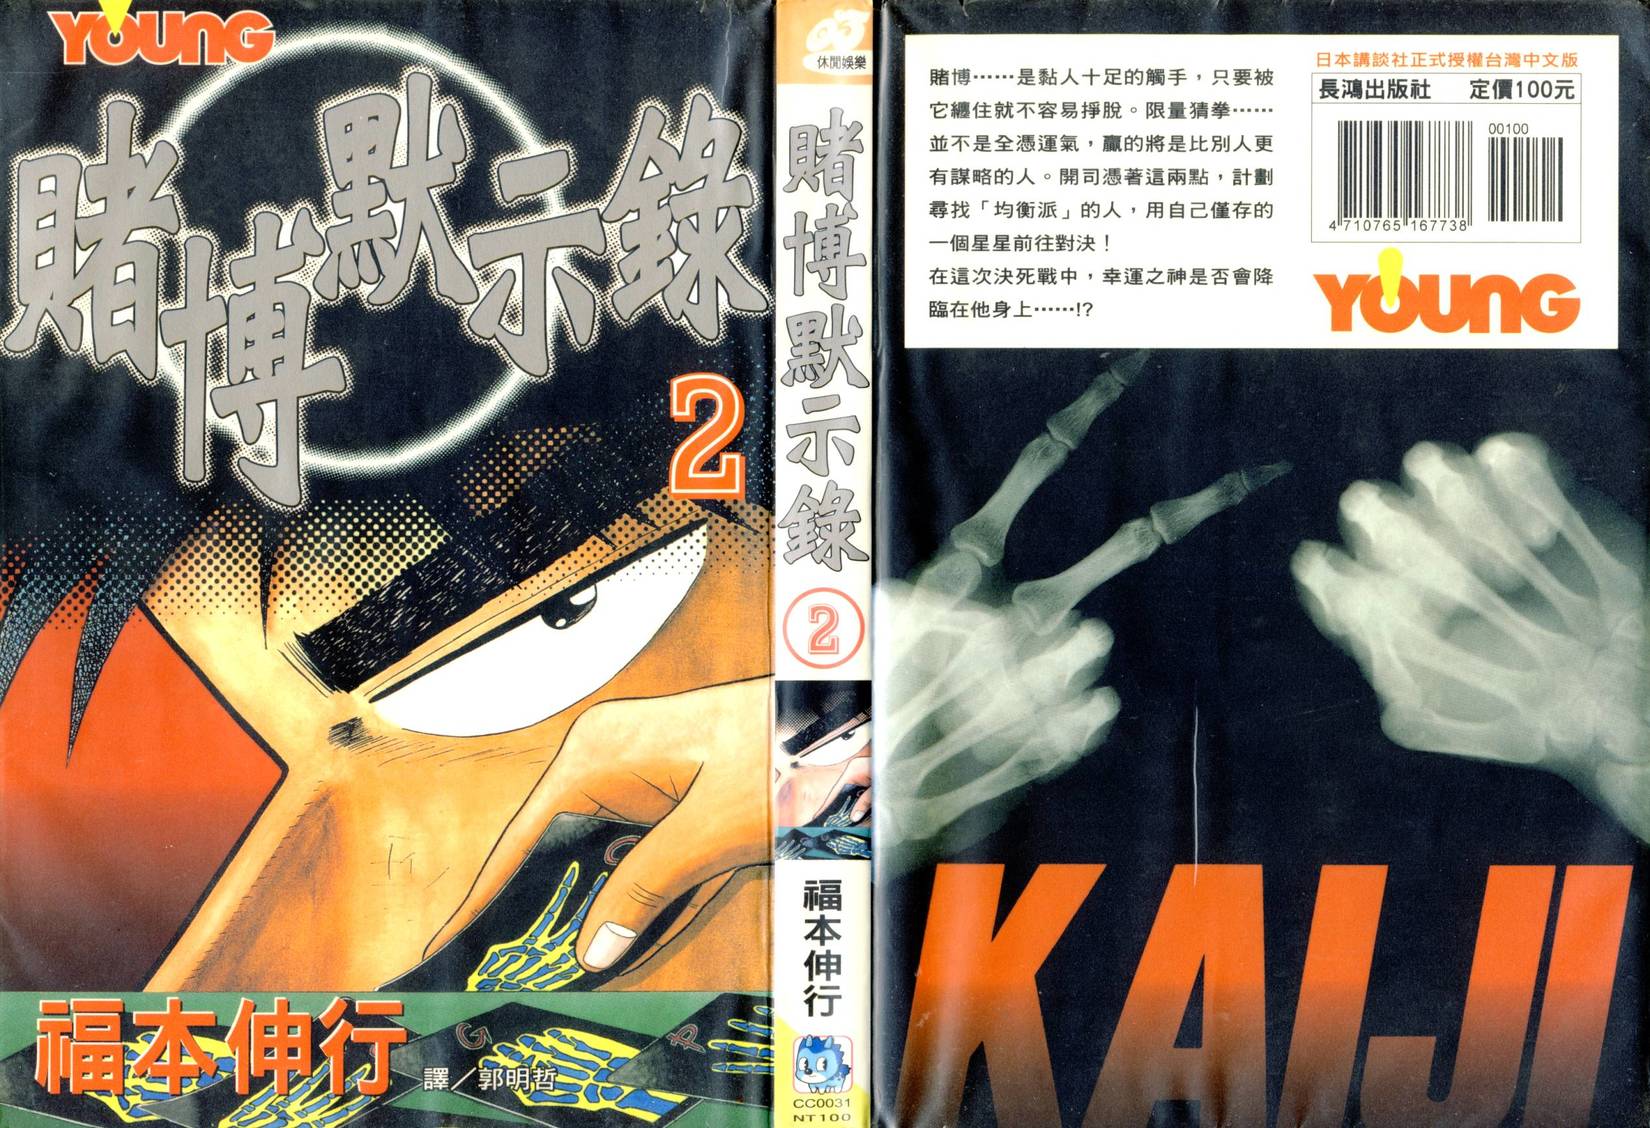 YOUNG
賭博默示錄
2
福本伸行
譯／郭明哲
G
P
休閒娛樂
賭博默示錄
2
福本伸行
CC0031
NT100
賭博……是黏人十足的觸手，只要被
它纏住就不容易掙脫。限量猜拳……
並不是全憑運氣，贏的將是比別人更
有謀略的人。開司憑著這兩點，計劃
尋找「均衡派」的人，用自己僅存的
一個星星前往對決！
在這次決死戰中，幸運之神是否會降
臨在他身上……!?
日本講談社正式授權台灣中文版
長鴻出版社 定價100元
00100
4 710765 167738
YOUNG
KAIJI